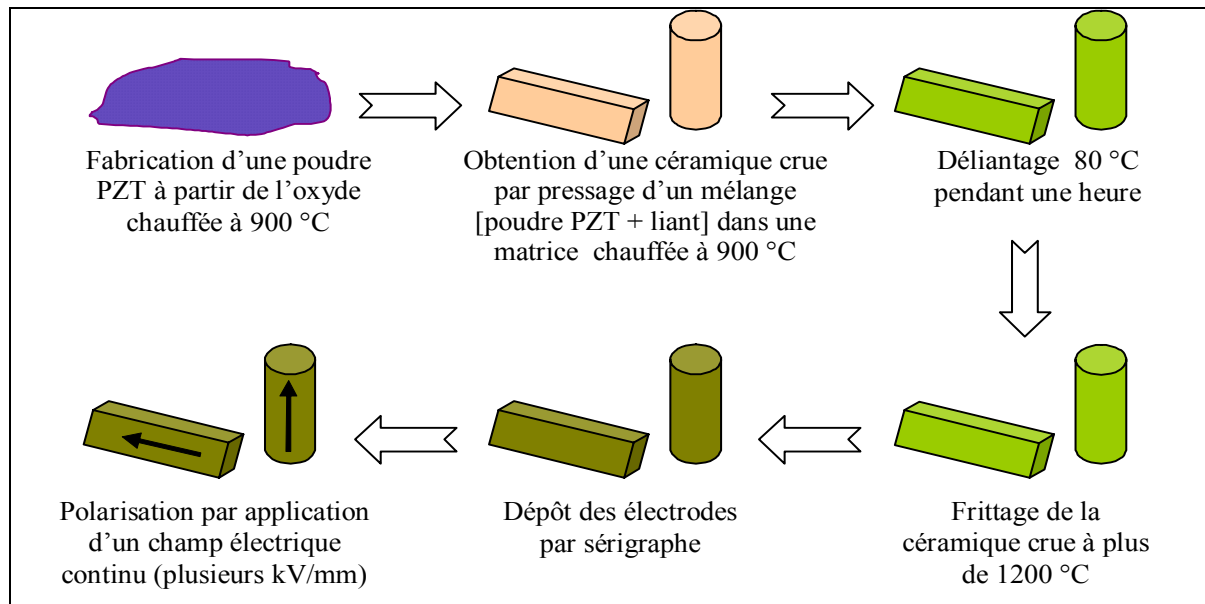 Fabrication d’une poudre
PZT à partir de l’oxyde
chauffée à 900 °C
Obtention d’une céramique crue
par pressage d’un mélange
[poudre PZT + liant] dans une
matrice chauffée à 900 °C
Déliantage 80 °C
pendant une heure
Frittage de la
céramique crue à plus
de 1200 °C
Dépôt des électrodes
par sérigraphe
Polarisation par application
d’un champ électrique
continu (plusieurs kV/mm)